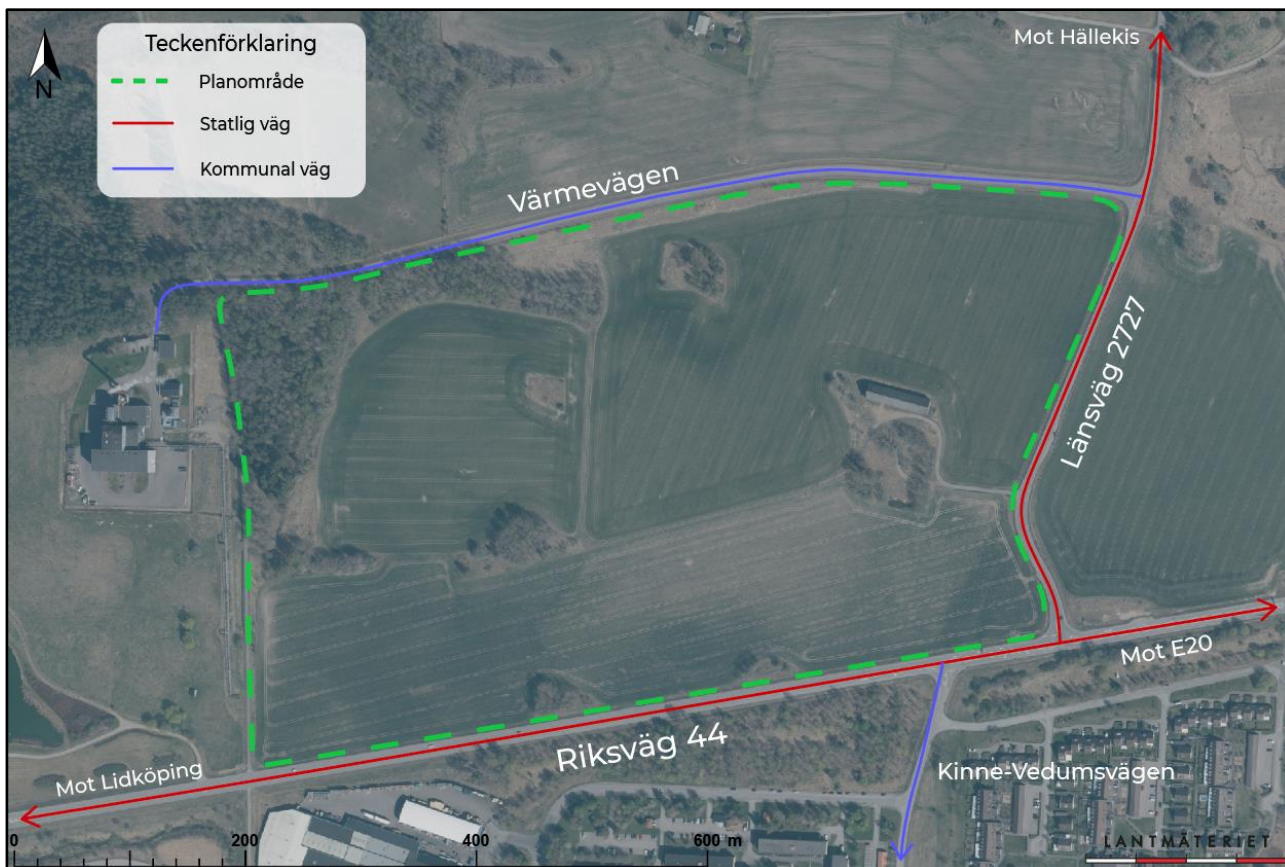 Teckenförklaring
Planområde
Statlig väg
Kommunal väg
N
Mot Hällekis
Värmevägen
Länsväg 2727
Mot E20
Riksväg 44
Mot Lidköping
Kinne-Vedumsvägen
0 200 400 600 m
LANTMÄTERIET